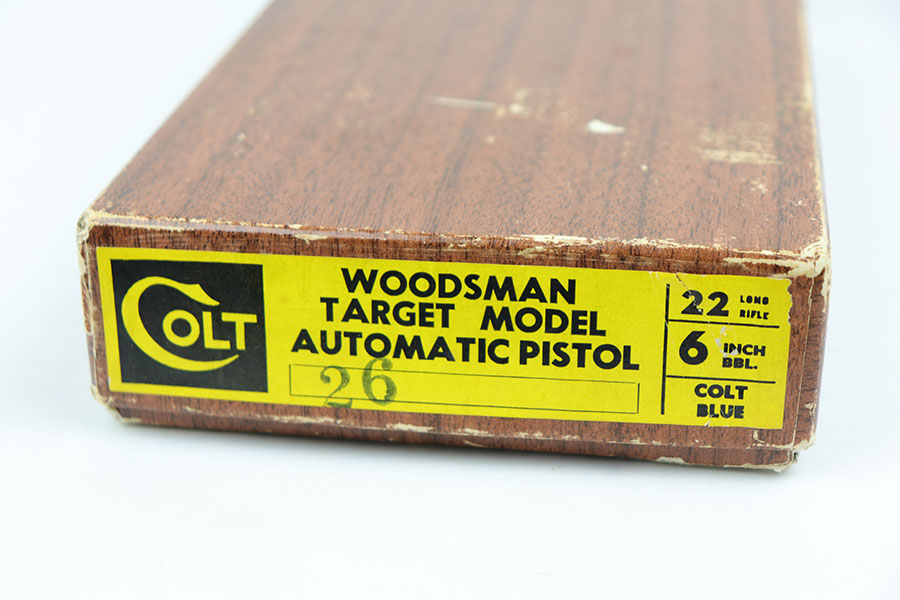 COLT
WOODSMAN
TARGET MODEL
AUTOMATIC PISTOL
26
22 LONG RIFLE
6 INCH BBL.
COLT
BLUE